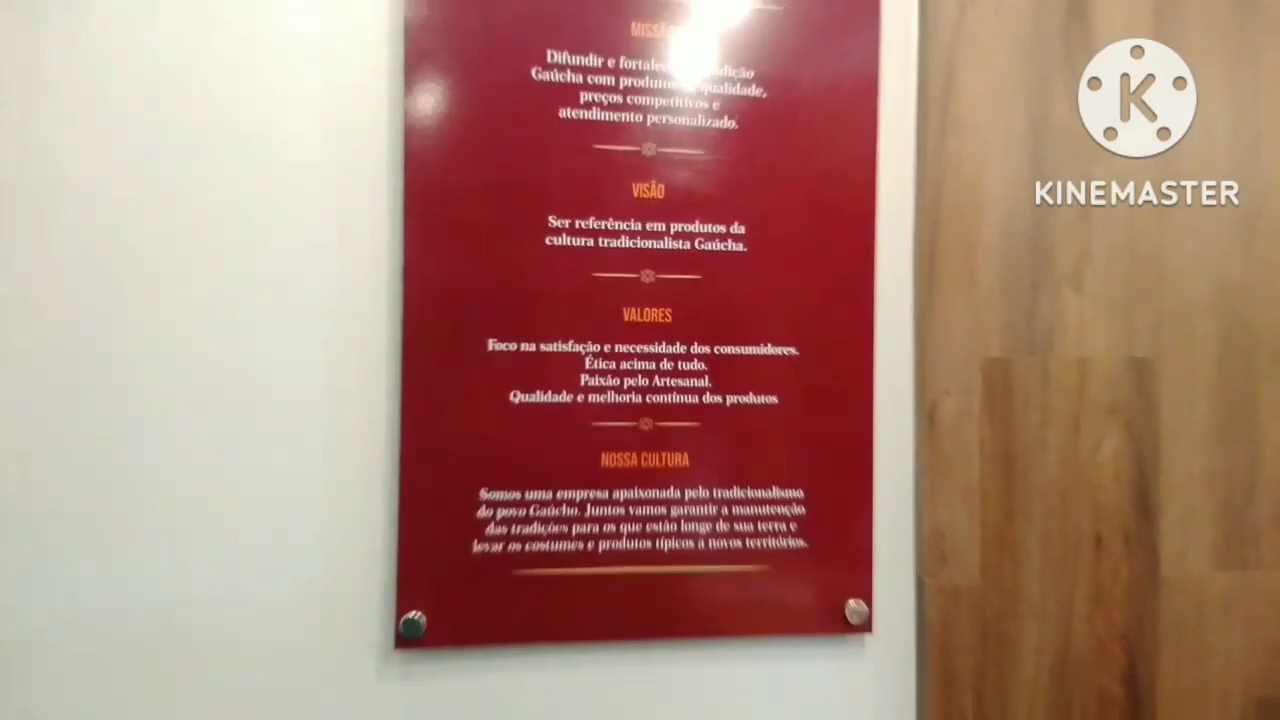 Difundir e
Gaúcha com produtos qualidade,
preços competitivos e
atendimento personalizado.
VISÃO
Ser referência em produtos da
cultura tradicionalista Gaúcha.
VALORES
Foco na satisfação e necessidade dos consumidores.
Ética acima de tudo.
Paixão pelo Artesanal.
Qualidade e melhoria contínua dos produtos
NOSSA CULTURA
Somos uma empresa apaixonada pelo tradicionalismo
do povo Gaúcho. Juntos vamos garantir a manutenção
das tradições para os que estão longe de sua terra e
levar os costumes e produtos típicos a novos territórios.
K
KINEMASTER